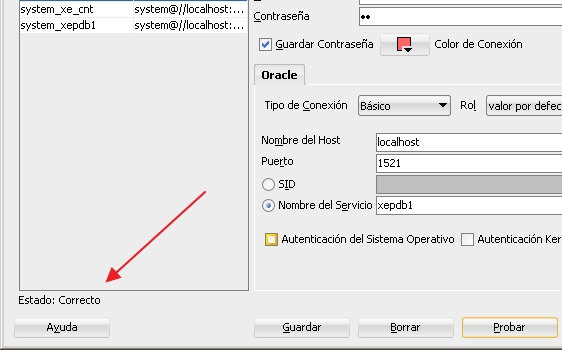 system_xe_cnt system@//localhost:...
system_xepdb1 system@//localhost:...
Contraseña ••
Guardar Contraseña Color de Conexión
Oracle
Tipo de Conexión Básico Rol valor por defec
Nombre del Host localhost
Puerto 1521
SID
Nombre del Servicio xepdb1
Autenticación del Sistema Operativo Autenticación Ker
Estado: Correcto
Ayuda Guardar Borrar Probar